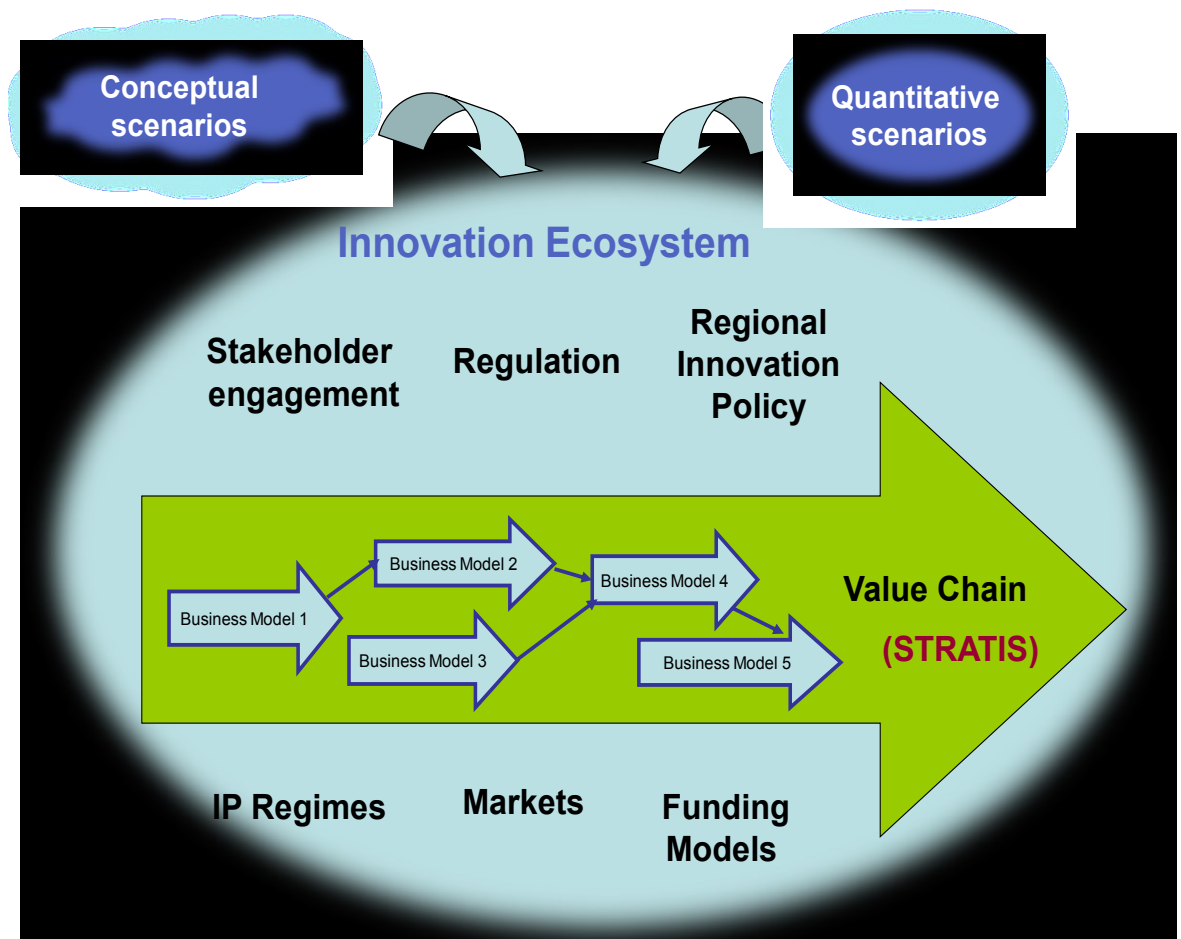 Conceptual
scenarios
Quantitative
scenarios
Innovation Ecosystem
Stakeholder
engagement
Regulation
Regional
Innovation
Policy
Business Model 1
Business Model 2
Business Model 3
Business Model 4
Business Model 5
Value Chain
(STRATIS)
IP Regimes
Markets
Funding
Models